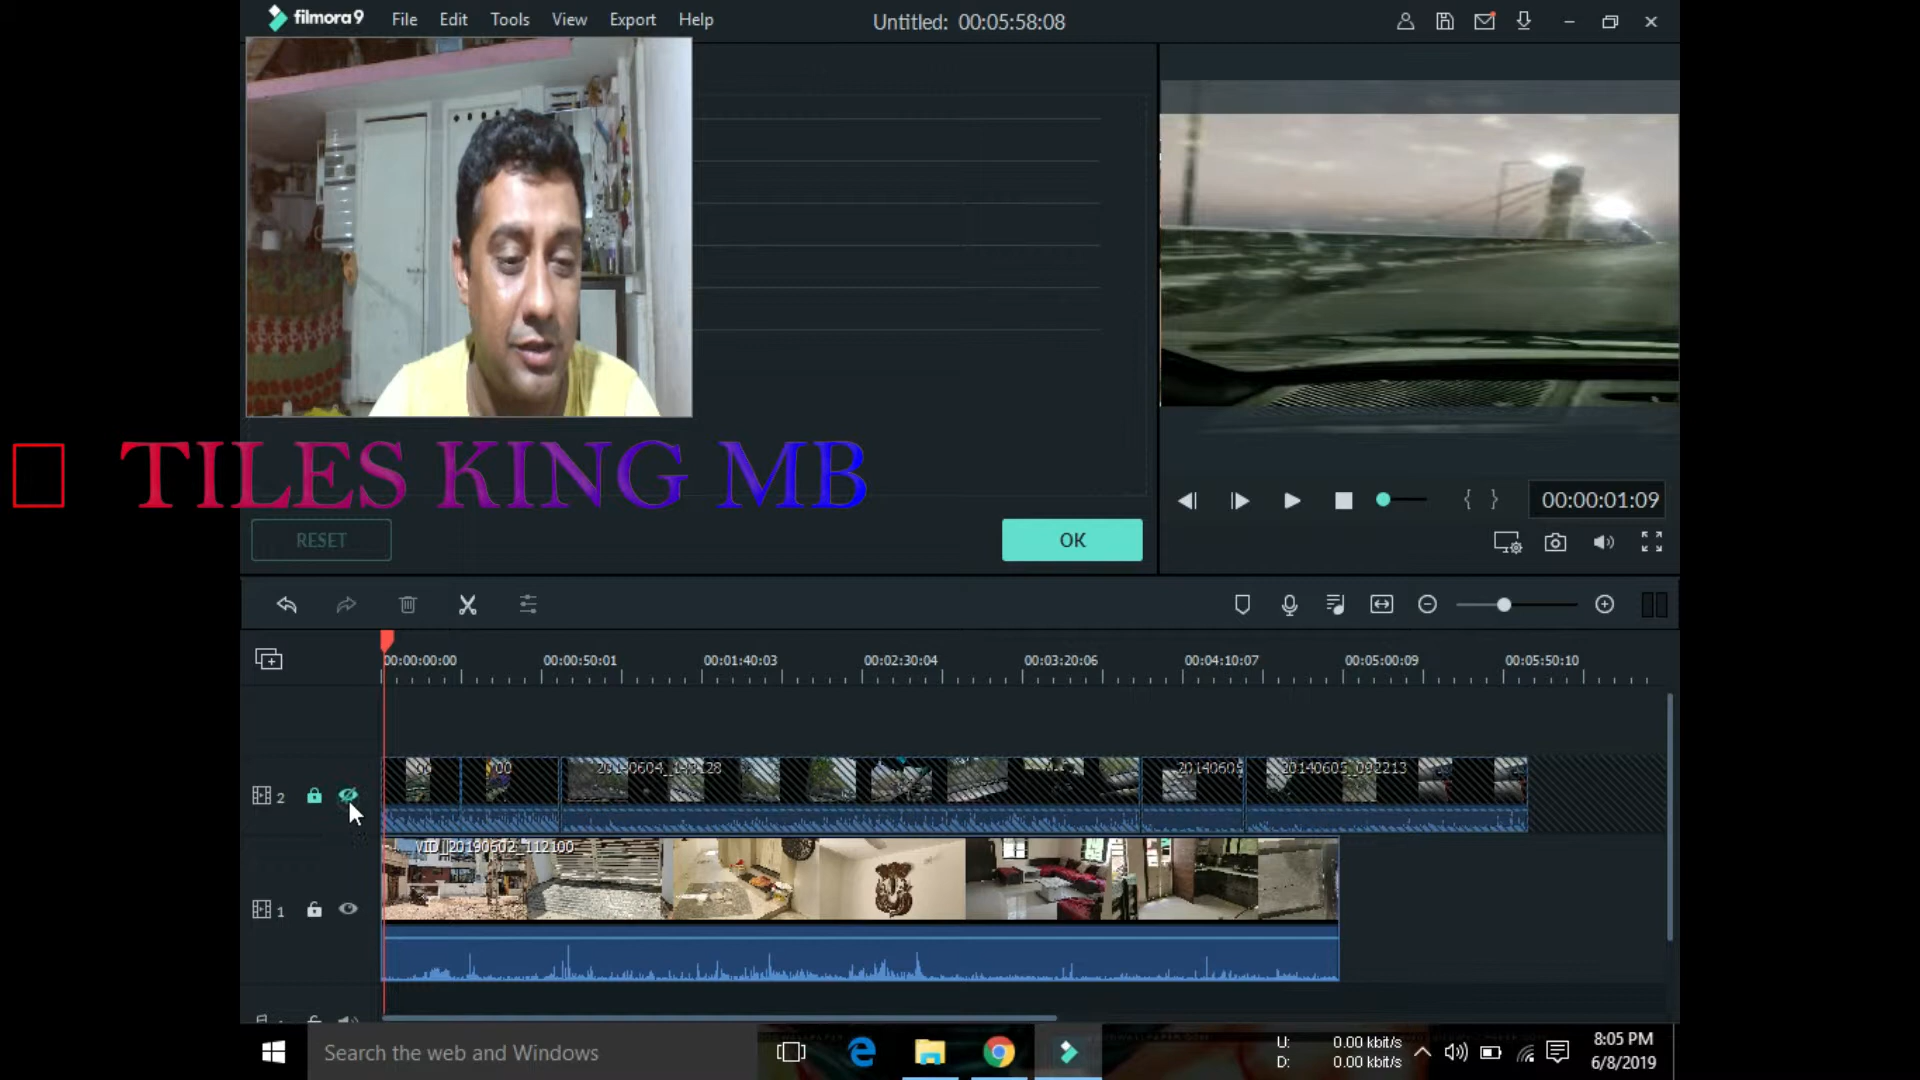 filmora9 File Edit Tools View Export Help Untitled: 00:05:58:08
TILES KING MB
00:00:01:09
RESET OK
00:00:00:00 00:00:50:01 00:01:40:03 00:02:30:04 00:03:20:06 00:04:10:07 00:05:00:09 00:05:50:10
00 00 20140604_ 20140605 20140605_092213
2
VID_20190602_112100
1
Search the web and Windows
U: 0.00 kbit/s
D: 0.00 kbit/s
8:05 PM
6/8/2019